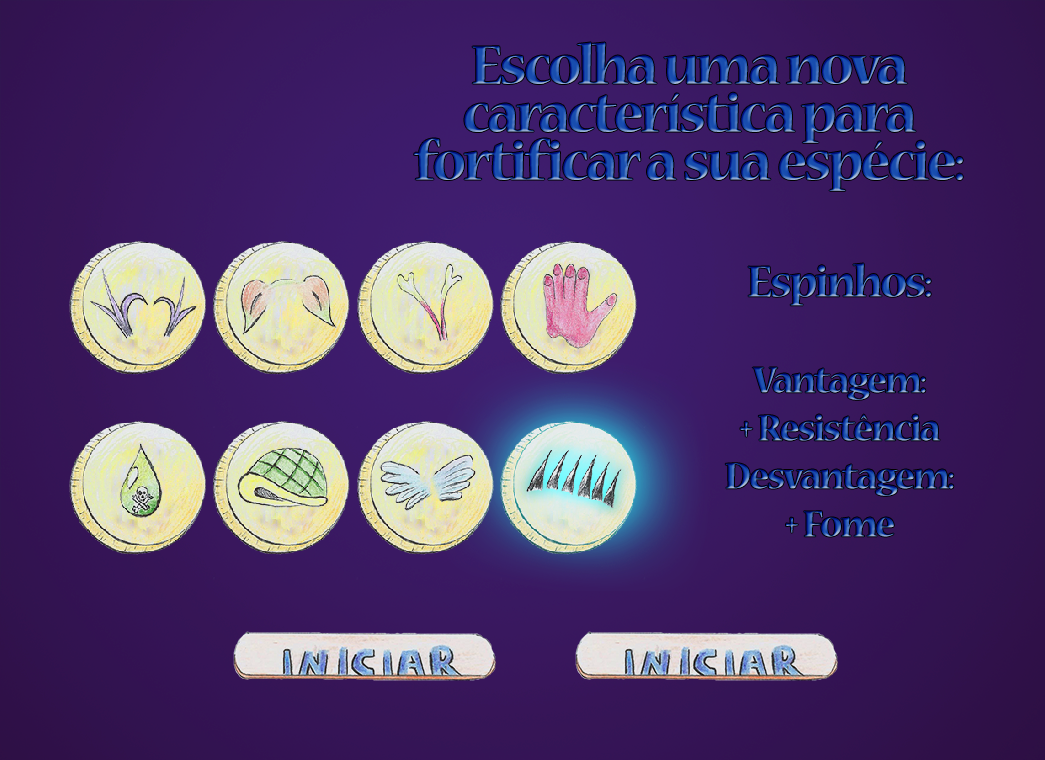 Escolha uma nova
característica para
fortificar a sua espécie:
Espinhos:
Vantagem:
+ Resistência
Desvantagem:
+ Fome
INICIAR
INICIAR